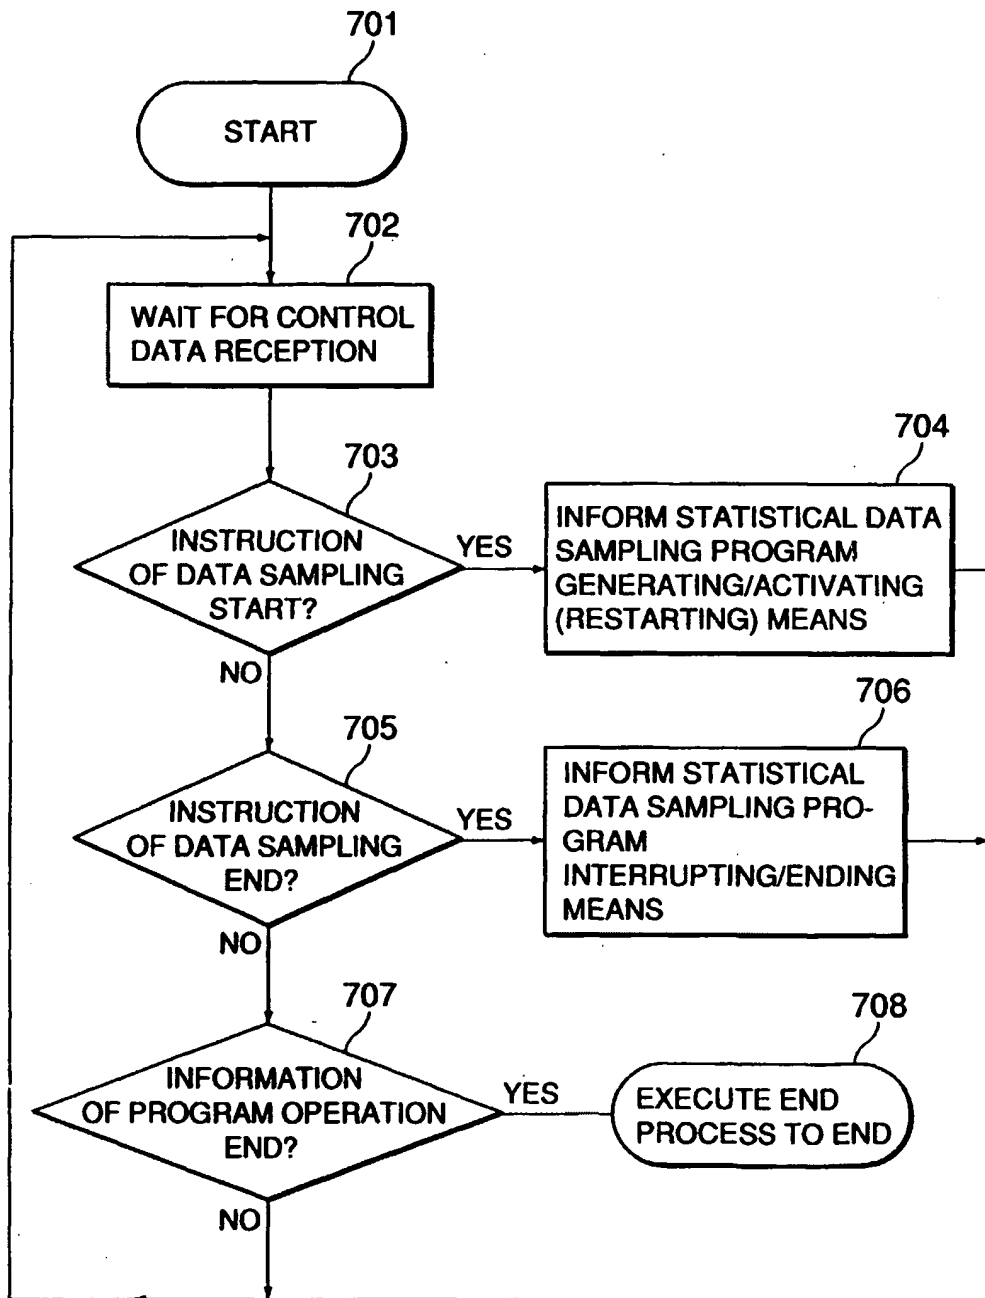 701
START
702
WAIT FOR CONTROL
DATA RECEPTION
703
INSTRUCTION
OF DATA SAMPLING
START?
YES
NO
704
INFORM STATISTICAL DATA
SAMPLING PROGRAM
GENERATING/ACTIVATING
(RESTARTING) MEANS
705
INSTRUCTION
OF DATA SAMPLING
END?
YES
NO
706
INFORM STATISTICAL
DATA SAMPLING PRO-
GRAM
INTERRUPTING/ENDING
MEANS
707
INFORMATION
OF PROGRAM OPERATION
END?
YES
NO
708
EXECUTE END
PROCESS TO END